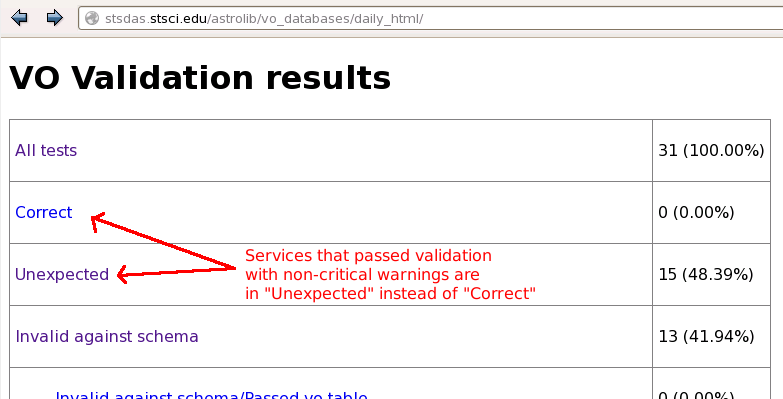 stsdas.stsci.edu/astrolib/vo_databases/daily_html/
VO Validation results
All tests 31 (100.00%)
Correct 0 (0.00%)
Services that passed validation
with non-critical warnings are
in "Unexpected" instead of "Correct"
Unexpected 15 (48.39%)
Invalid against schema 13 (41.94%)
Invalid against schema/Passed vo table 0 (0.00%)